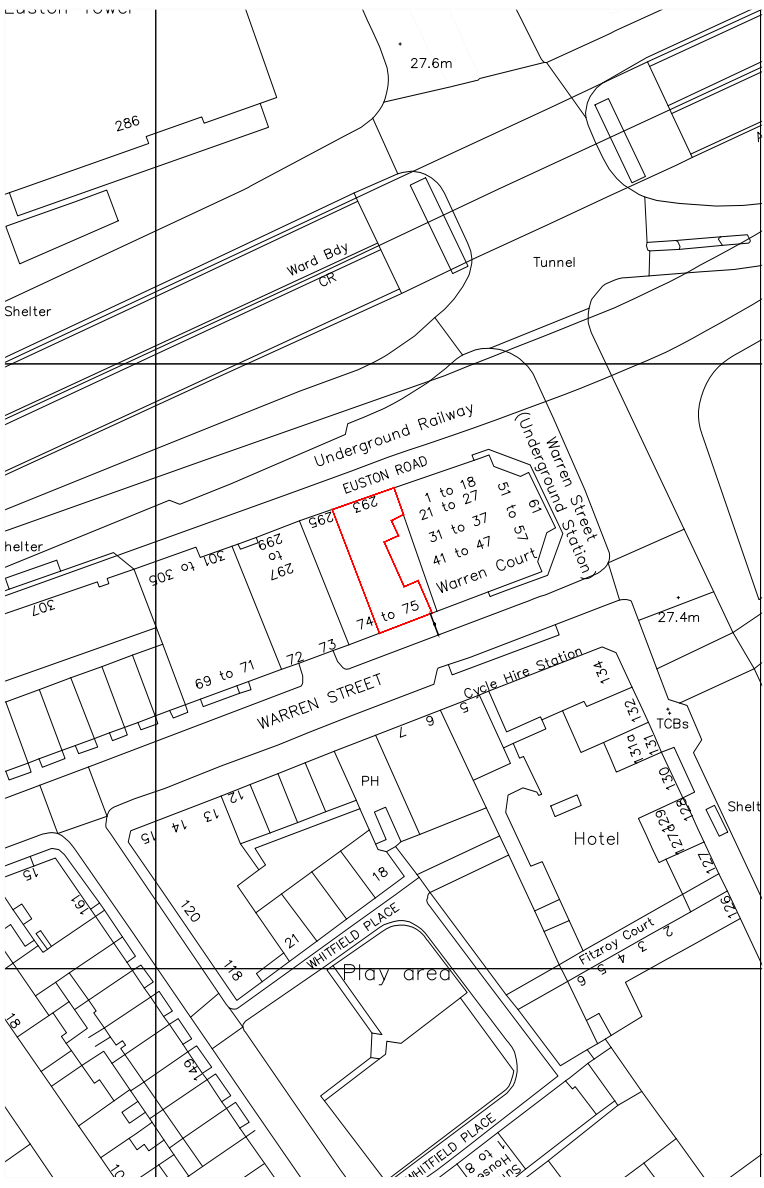 Euston Tower
27.6m
286
Ward Bdy
CR
Tunnel
Shelter
Underground Railway
EUSTON ROAD
Warren Street
(Underground Station)
295
293
1 to 18
21 to 27
31 to 37
41 to 47
51 to 57
61
Warren Court
helter
301 to 305
299
to
297
307
74 to 75
73
72
69 to 71
27.4m
WARREN STREET
Cycle Hire Station
134
132
TCBs
131
131a
130
128
129
127a
127
126
5
6
7
PH
12
13
14
15
Hotel
Shelt
15
161
120
118
18
21
WHITFIELD PLACE
Fitzroy Court
2
3
4
5
6
Play area
18
149
10
WHITFIELD PLACE
1 to 8
House
Sut